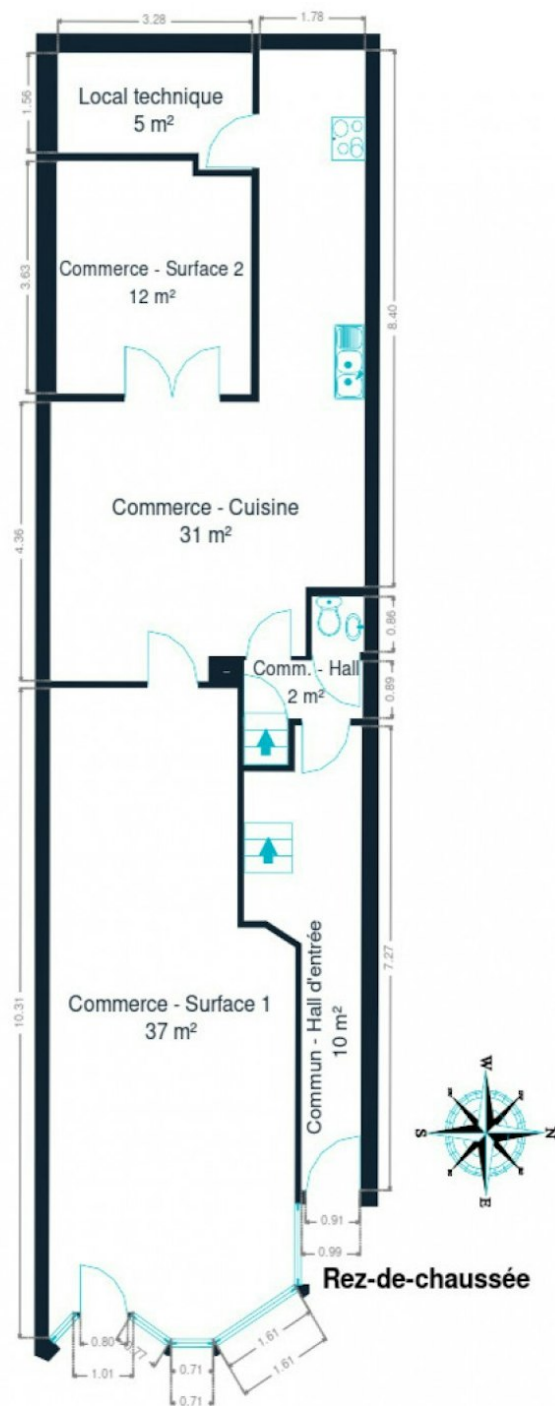 3.28
1.78
1.56
Local technique
5 m²
3.63
Commerce - Surface 2
12 m²
8.40
4.36
Commerce - Cuisine
31 m²
0.86
Comm. - Hall
2 m²
0.89
10.31
7.27
Commerce - Surface 1
37 m²
Commun - Hall d'entrée
10 m²
W
S
N
E
0.91
0.99
Rez-de-chaussée
0.80
0.77
1.01
0.71
0.71
1.61
1.61